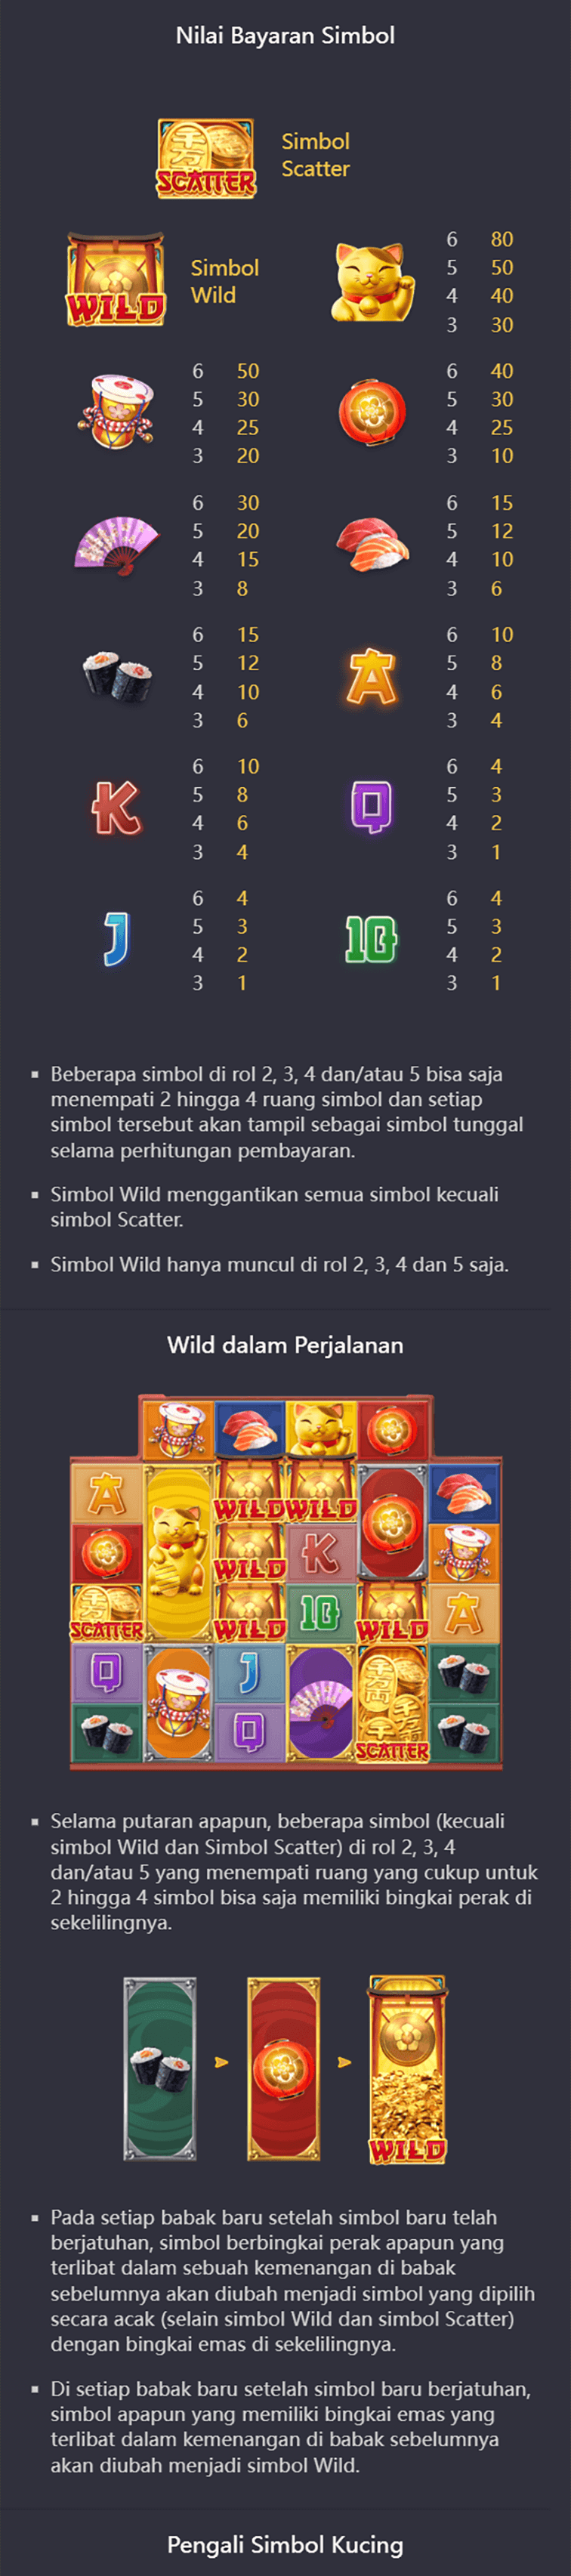 Nilai Bayaran Simbol
SCATTER
Simbol
Scatter
WILD
Simbol
Wild
6 80
5 50
4 40
3 30
6 50
5 30
4 25
3 20
6 40
5 30
4 25
3 10
6 30
5 20
4 15
3 8
6 15
5 12
4 10
3 6
6 15
5 12
4 10
3 6
A
6 10
5 8
4 6
3 4
K
6 10
5 8
4 6
3 4
Q
6 4
5 3
4 2
3 1
J
6 4
5 3
4 2
3 1
10
6 4
5 3
4 2
3 1
▪ Beberapa simbol di rol 2, 3, 4 dan/atau 5 bisa saja
menempati 2 hingga 4 ruang simbol dan setiap
simbol tersebut akan tampil sebagai simbol tunggal
selama perhitungan pembayaran.
▪ Simbol Wild menggantikan semua simbol kecuali
simbol Scatter.
▪ Simbol Wild hanya muncul di rol 2, 3, 4 dan 5 saja.
Wild dalam Perjalanan
A WILD WILD
WILD K
SCATTER WILD 10 WILD A
Q J
Q SCATTER
▪ Selama putaran apapun, beberapa simbol (kecuali
simbol Wild dan Simbol Scatter) di rol 2, 3, 4
dan/atau 5 yang menempati ruang yang cukup untuk
2 hingga 4 simbol bisa saja memiliki bingkai perak di
sekelilingnya.
WILD
▪ Pada setiap babak baru setelah simbol baru telah
berjatuhan, simbol berbingkai perak apapun yang
terlibat dalam sebuah kemenangan di babak
sebelumnya akan diubah menjadi simbol yang dipilih
secara acak (selain simbol Wild dan simbol Scatter)
dengan bingkai emas di sekelilingnya.
▪ Di setiap babak baru setelah simbol baru berjatuhan,
simbol apapun yang memiliki bingkai emas yang
terlibat dalam kemenangan di babak sebelumnya
akan diubah menjadi simbol Wild.
Pengali Simbol Kucing